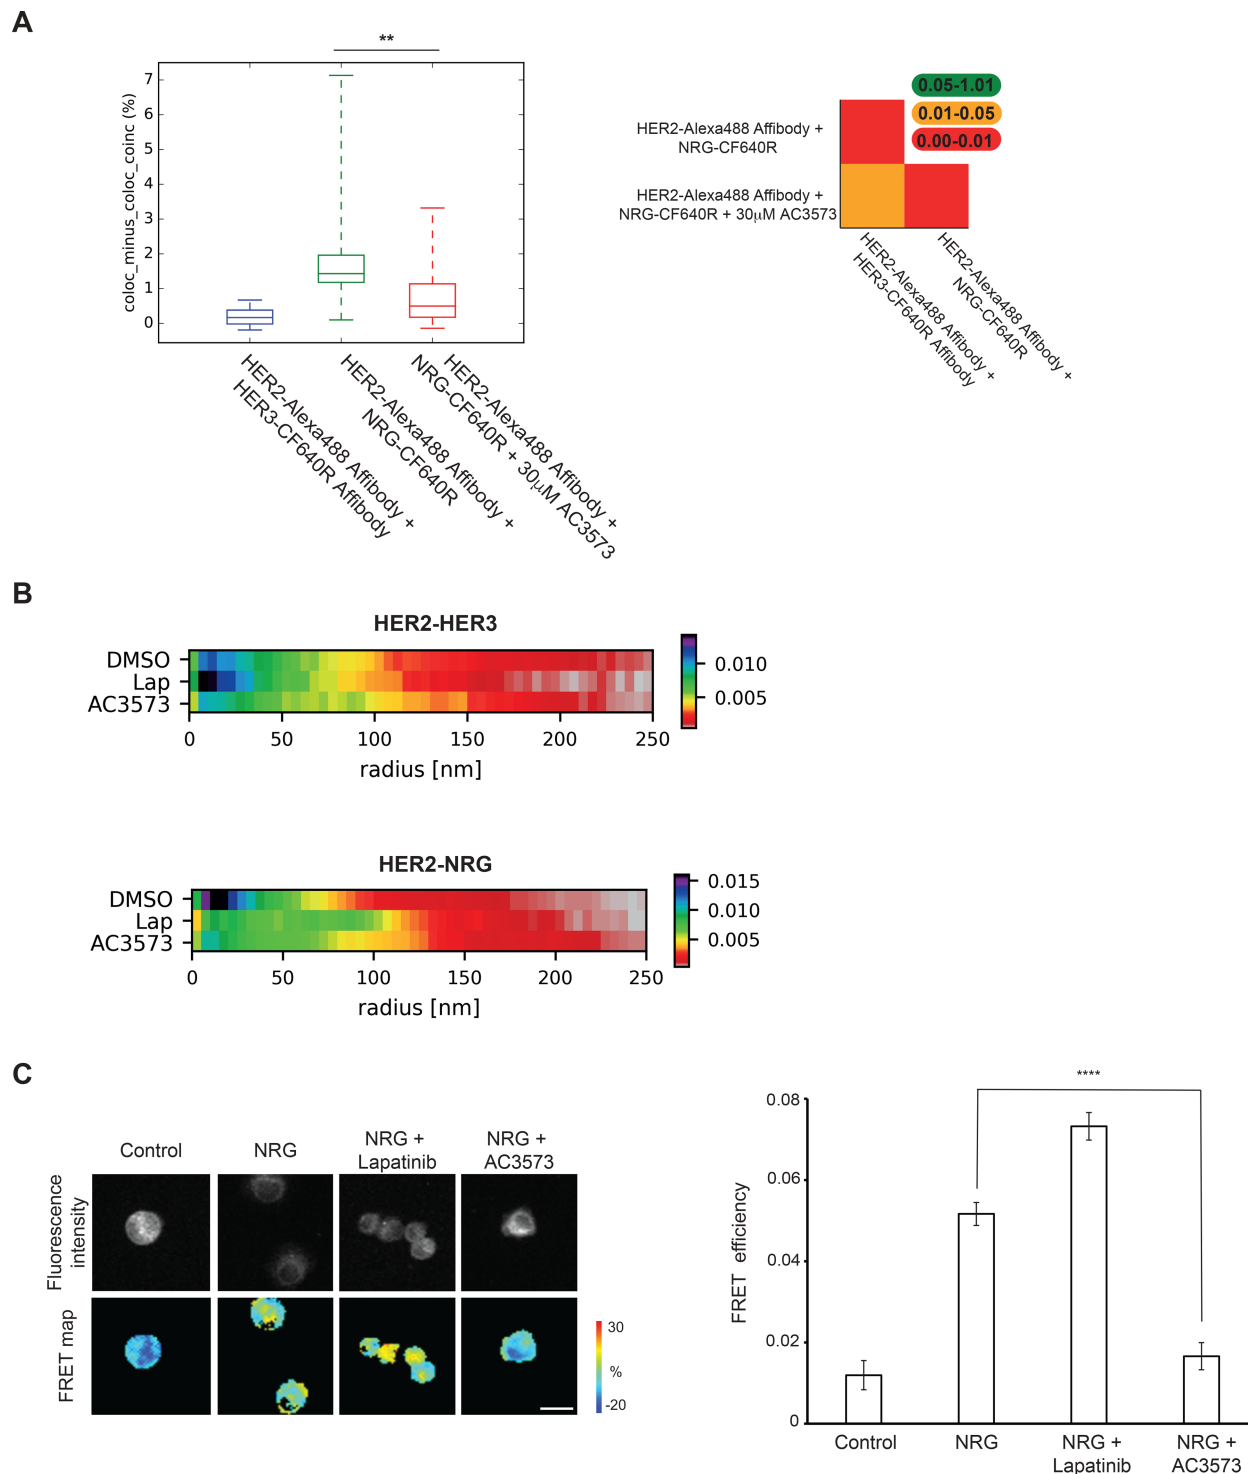 A
**
coloc_minus_coloc_coinc (%)
7
6
5
4
3
2
1
0
HER2-Alexa488 Affibody +
HER3-CF640R Affibody
HER2-Alexa488 Affibody +
NRG-CF640R
HER2-Alexa488 Affibody +
NRG-CF640R + 30µM AC3573
0.05-1.01
0.01-0.05
0.00-0.01
HER2-Alexa488 Affibody +
NRG-CF640R
HER2-Alexa488 Affibody +
NRG-CF640R + 30µM AC3573
HER2-Alexa488 Affibody +
HER3-CF640R Affibody
HER2-Alexa488 Affibody +
NRG-CF640R
B
HER2-HER3
DMSO
Lap
AC3573
0 50 100 150 200 250
radius [nm]
0.010
0.005
HER2-NRG
DMSO
Lap
AC3573
0 50 100 150 200 250
radius [nm]
0.015
0.010
0.005
C
Control
NRG
NRG +
Lapatinib
NRG +
AC3573
Fluorescence
intensity
FRET map
30
%
-20
****
FRET efficiency
0.08
0.06
0.04
0.02
0
Control
NRG
NRG +
Lapatinib
NRG +
AC3573